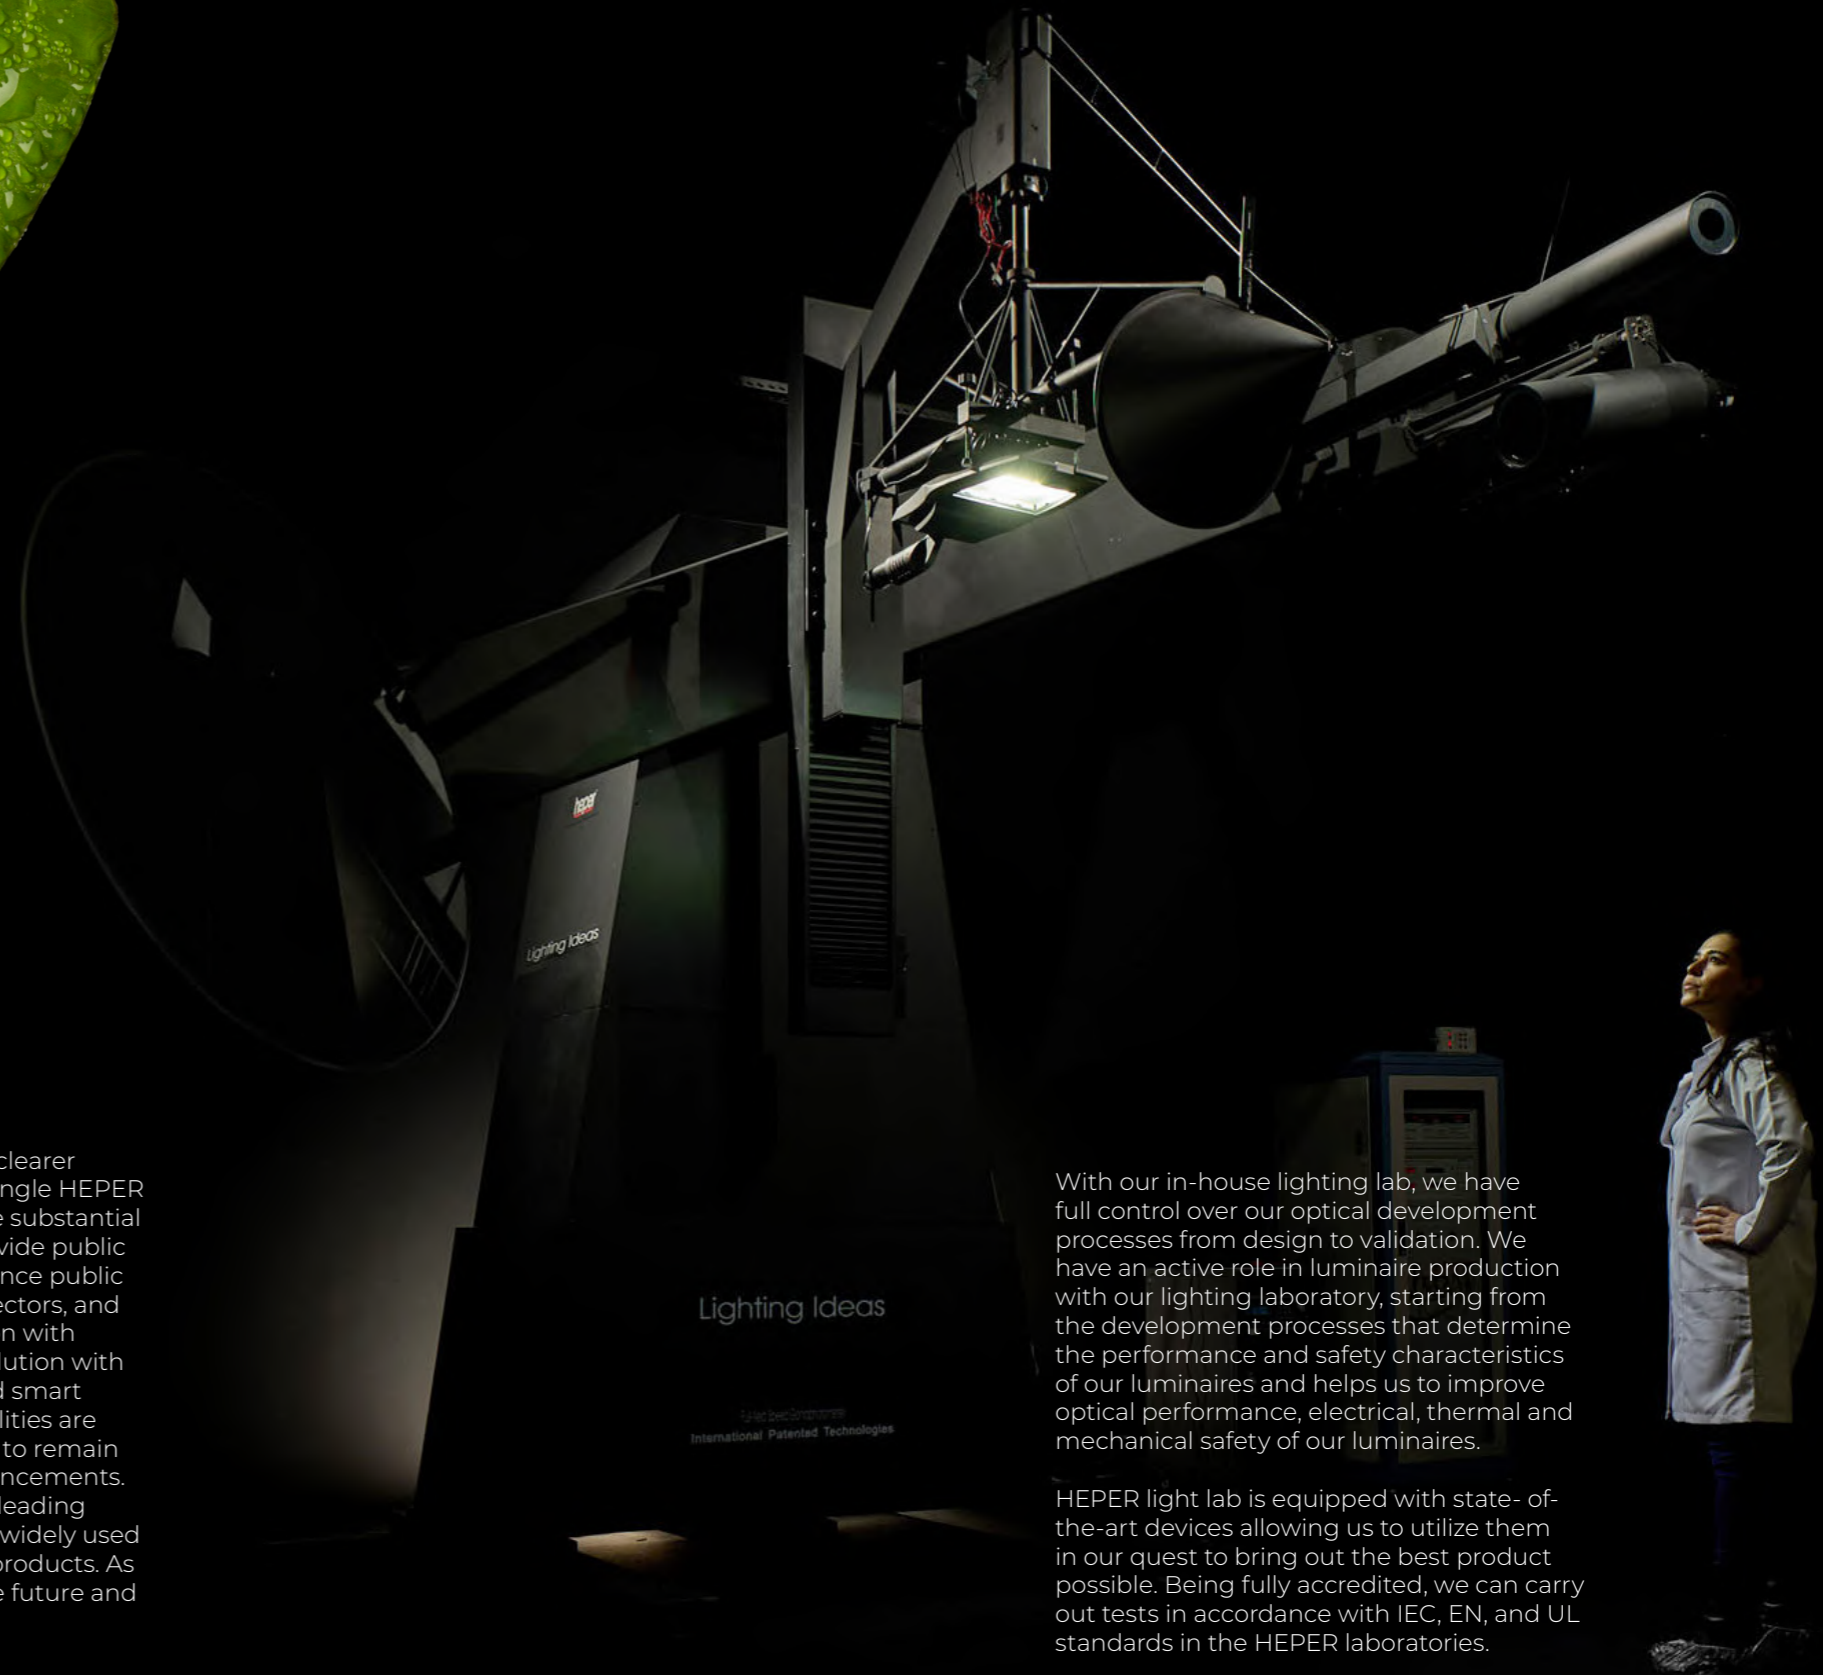 clearer
ngle HEPER
e substantial
vide public
nce public
ectors, and
n with
lution with
d smart
lities are
to remain
ncements.
leading
widely used
products. As
e future and
heper
Lighting Ideas
Lighting Ideas
International Patented Technologies
With our in-house lighting lab, we have
full control over our optical development
processes from design to validation. We
have an active role in luminaire production
with our lighting laboratory, starting from
the development processes that determine
the performance and safety characteristics
of our luminaires and helps us to improve
optical performance, electrical, thermal and
mechanical safety of our luminaires.
HEPER light lab is equipped with state- of-
the-art devices allowing us to utilize them
in our quest to bring out the best product
possible. Being fully accredited, we can carry
out tests in accordance with IEC, EN, and UL
standards in the HEPER laboratories.